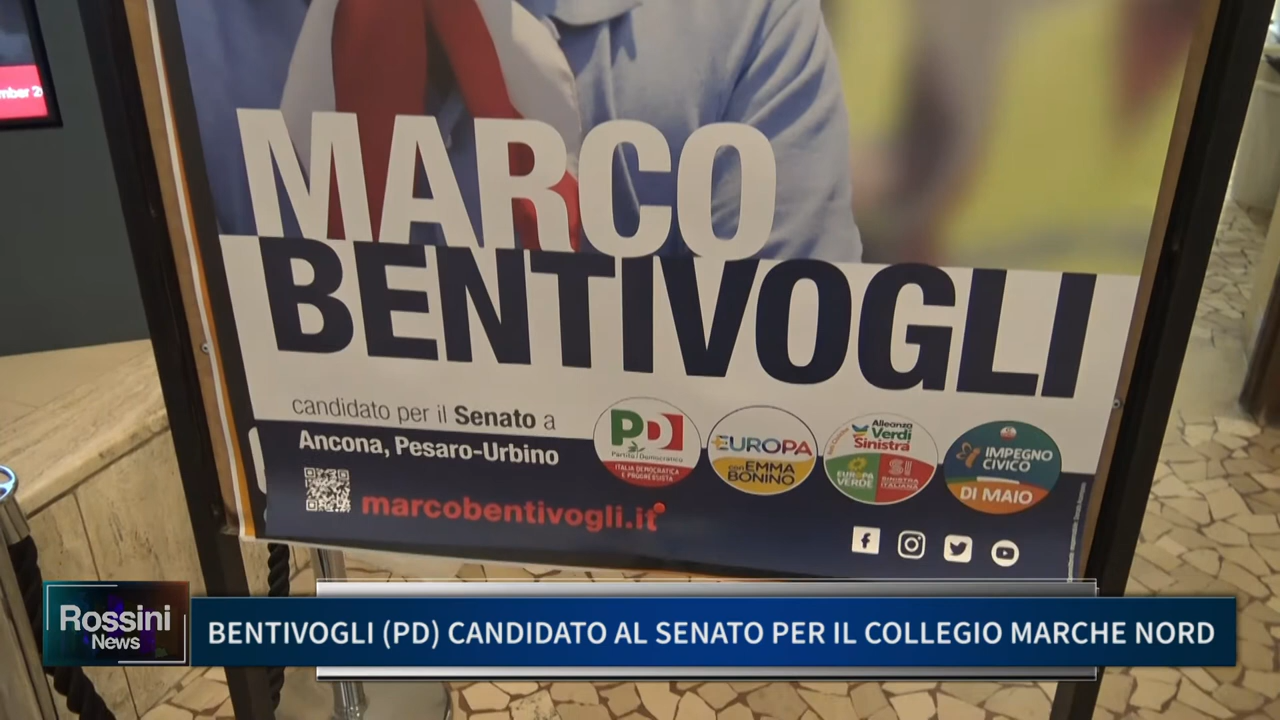 mber 2
MARCO
BENTIVOGLI
candidato per il Senato a
Ancona, Pesaro-Urbino
marcobentivogli.it
PD
Partito Democratico
ITALIA DEMOCRATICA
E PROGRESSISTA
+EUROPA
con EMMA
BONINO
Alleanza
Verdi
Sinistra
EUROPA
VERDE
SI
SINISTRA
ITALIANA
IMPEGNO
CIVICO
DI MAIO
Rossini
News
BENTIVOGLI (PD) CANDIDATO AL SENATO PER IL COLLEGIO MARCHE NORD